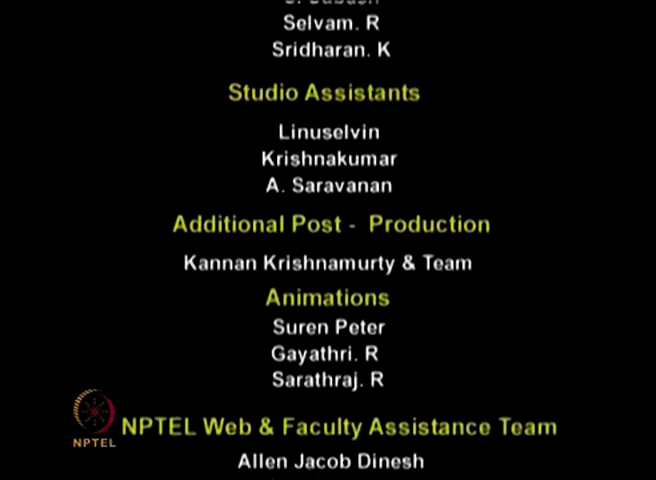 Selvam. R
Sridharan. K
Studio Assistants
Linuselvin
Krishnakumar
A. Saravanan
Additional Post - Production
Kannan Krishnamurty & Team
Animations
Suren Peter
Gayathri. R
Sarathraj. R
NPTEL Web & Faculty Assistance Team
NPTEL
Allen Jacob Dinesh